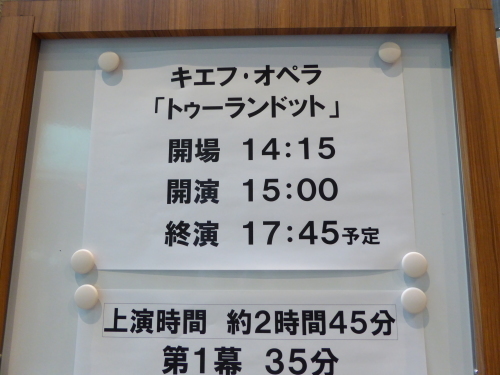 キエフ・オペラ
「トゥーランドット」
開場 14:15
開演 15:00
終演 17:45予定
上演時間 約2時間45分
第1幕 35分